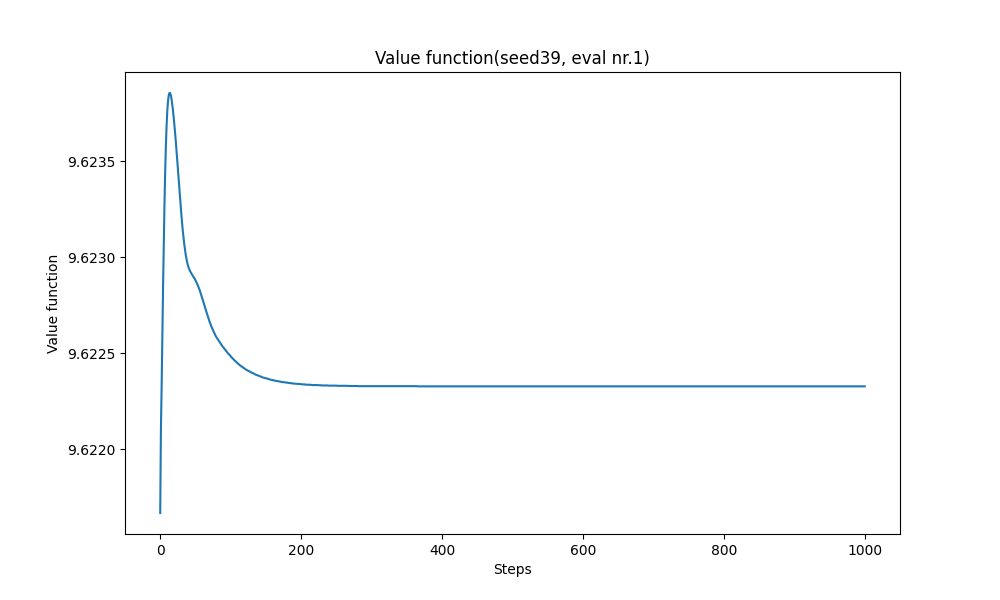 Value function(seed39, eval nr.1)
9.6235
9.6230
9.6225
9.6220
Value function
0 200 400 600 800 1000
Steps